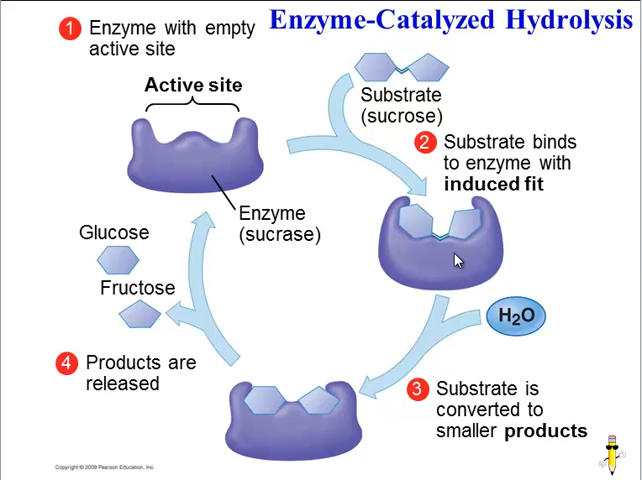 Enzyme-Catalyzed Hydrolysis
1 Enzyme with empty
active site
Active site
Substrate
(sucrose)
2 Substrate binds
to enzyme with
induced fit
Enzyme
(sucrase)
Glucose
Fructose
H₂O
4 Products are
released
3 Substrate is
converted to
smaller products
Copyright © 2009 Pearson Education, Inc.